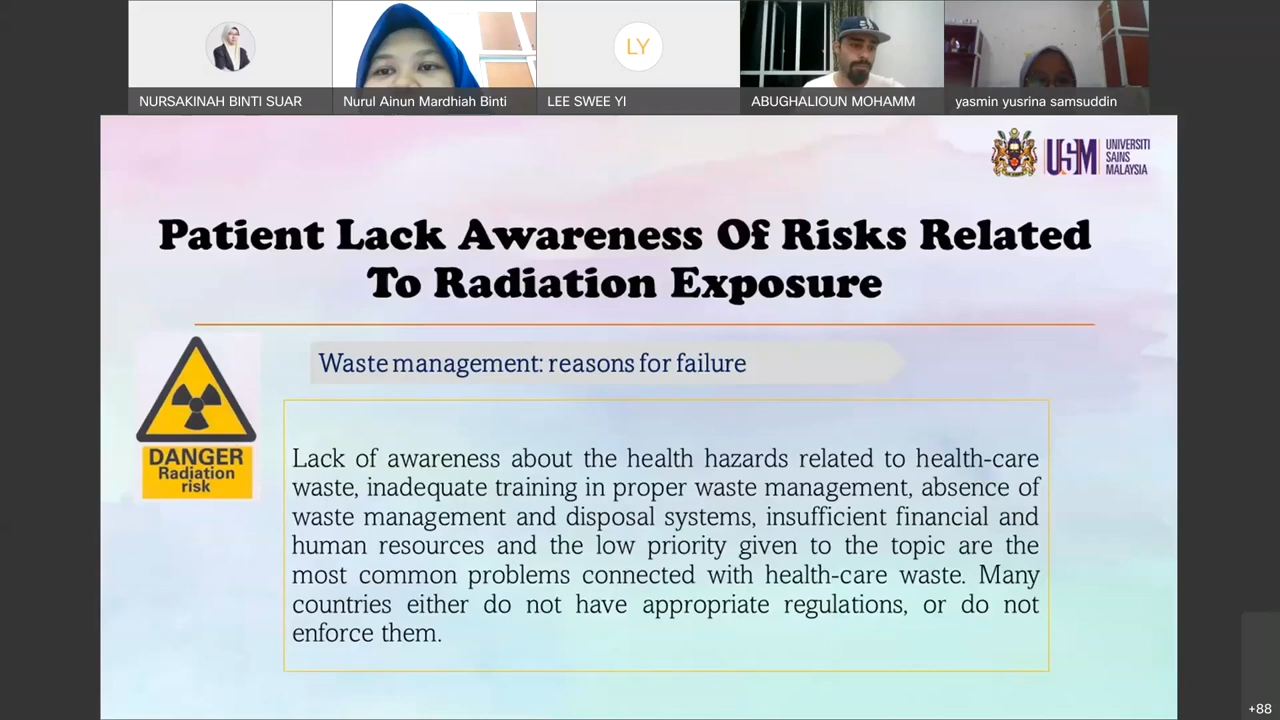 NURSAKINAH BINTI SUAR
Nurul Ainun Mardhiah Binti
LY
LEE SWEE YI
ABUGHALIOUN MOHAMM
yasmin yusrina samsuddin
USM
UNIVERSITI
SAINS
MALAYSIA
Patient Lack Awareness Of Risks Related
To Radiation Exposure
Waste management: reasons for failure
DANGER
Radiation
risk
Lack of awareness about the health hazards related to health-care
waste, inadequate training in proper waste management, absence of
waste management and disposal systems, insufficient financial and
human resources and the low priority given to the topic are the
most common problems connected with health-care waste. Many
countries either do not have appropriate regulations, or do not
enforce them.
+88